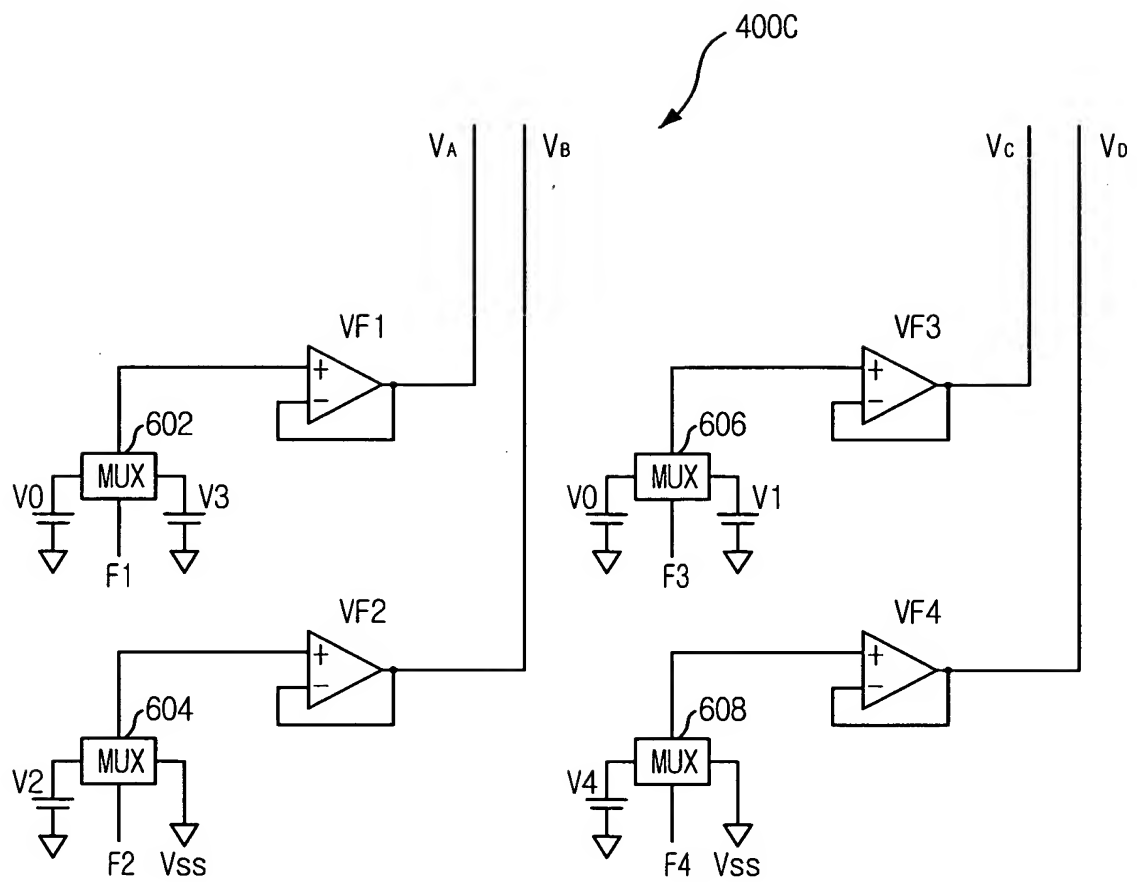 400C
VA VB VC VD
VF1 VF3
+ +
− −
602 606
MUX MUX
V0 V3 V0 V1
F1 F3
VF2 VF4
+ +
− −
604 608
MUX MUX
V2 V4
F2 VSS F4 VSS